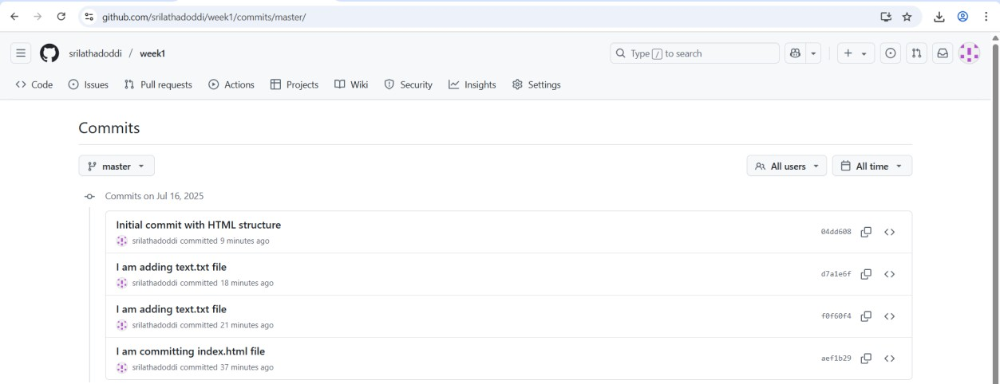 github.com/srilathadoddi/week1/commits/master/
srilathadoddi / week1
Type / to search
Code Issues Pull requests Actions Projects Wiki Security Insights Settings
Commits
master
All users All time
Commits on Jul 16, 2025
Initial commit with HTML structure
srilathadoddi committed 9 minutes ago
04dd608
I am adding text.txt file
srilathadoddi committed 18 minutes ago
d7a1e6f
I am adding text.txt file
srilathadoddi committed 21 minutes ago
f0f60f4
I am committing index.html file
srilathadoddi committed 37 minutes ago
aef1b29